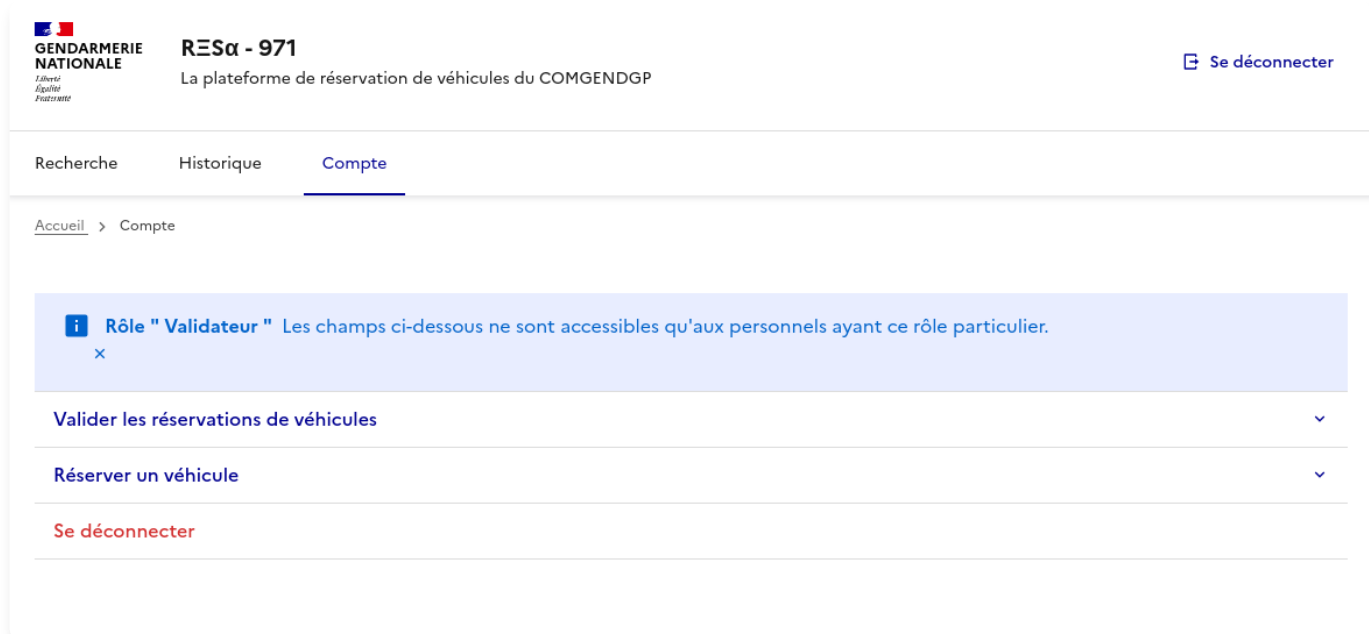 GENDARMERIE
NATIONALE
Liberté
Égalité
Fraternité
RΞSα - 971
La plateforme de réservation de véhicules du COMGENDGP
Se déconnecter
Recherche
Historique
Compte
Accueil > Compte
Rôle " Validateur " Les champs ci-dessous ne sont accessibles qu'aux personnels ayant ce rôle particulier.
×
Valider les réservations de véhicules
Réserver un véhicule
Se déconnecter